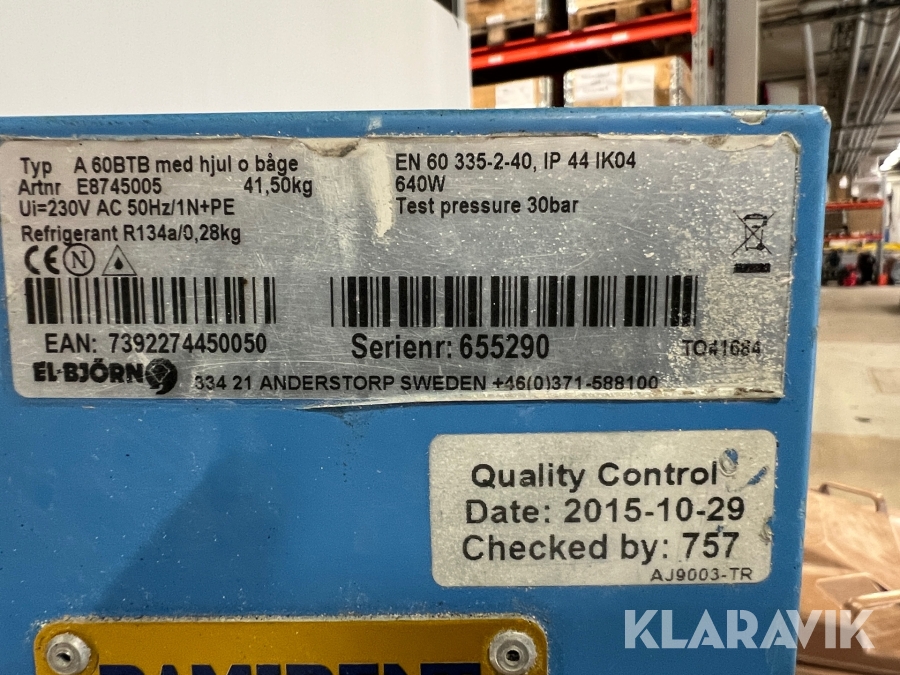 Typ A 60BTB med hjul o båge
Artnr E8745005 41,50kg
Ui=230V AC 50Hz/1N+PE
Refrigerant R134a/0,28kg
EN 60 335-2-40, IP 44 IK04
640W
Test pressure 30bar
CE N
EAN: 7392274450050
Serienr: 655290
TO41684
EL-BJÖRN
334 21 ANDERSTORP SWEDEN +46(0)371-588100
Quality Control
Date: 2015-10-29
Checked by: 757
AJ9003-TR
KLARAVIK